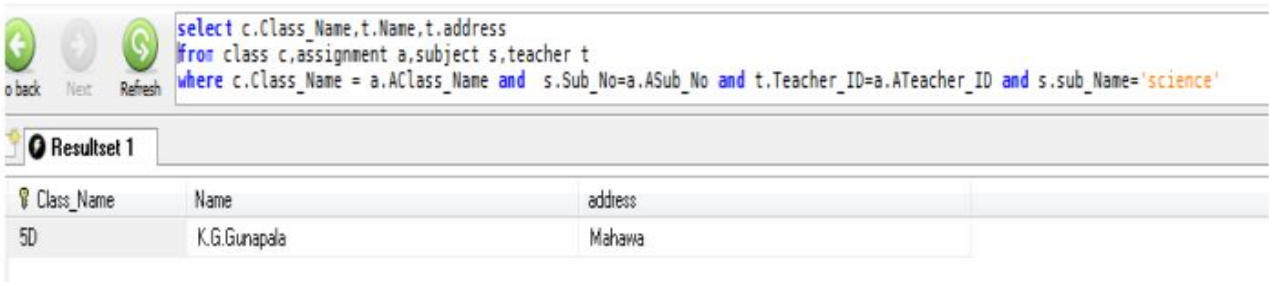 select c.Class_Name,t.Name,t.address
from class c,assignment a,subject s,teacher t
where c.Class_Name = a.AClass_Name and  s.Sub_No=a.ASub_No and t.Teacher_ID=a.ATeacher_ID and s.sub_Name='science'
o back Next Refresh
Resultset 1
Class_Name Name address
5D K.G.Gunapala Mahawa